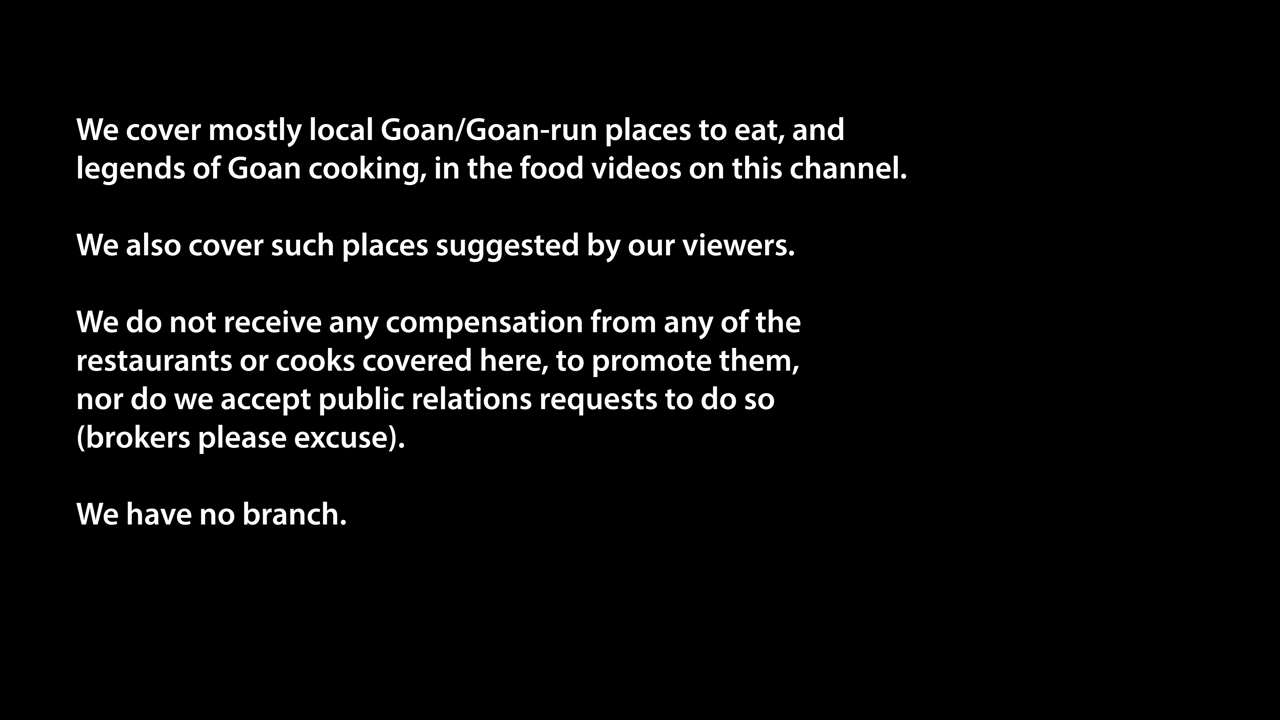 We cover mostly local Goan/Goan-run places to eat, and
legends of Goan cooking, in the food videos on this channel.
We also cover such places suggested by our viewers.
We do not receive any compensation from any of the
restaurants or cooks covered here, to promote them,
nor do we accept public relations requests to do so
(brokers please excuse).
We have no branch.